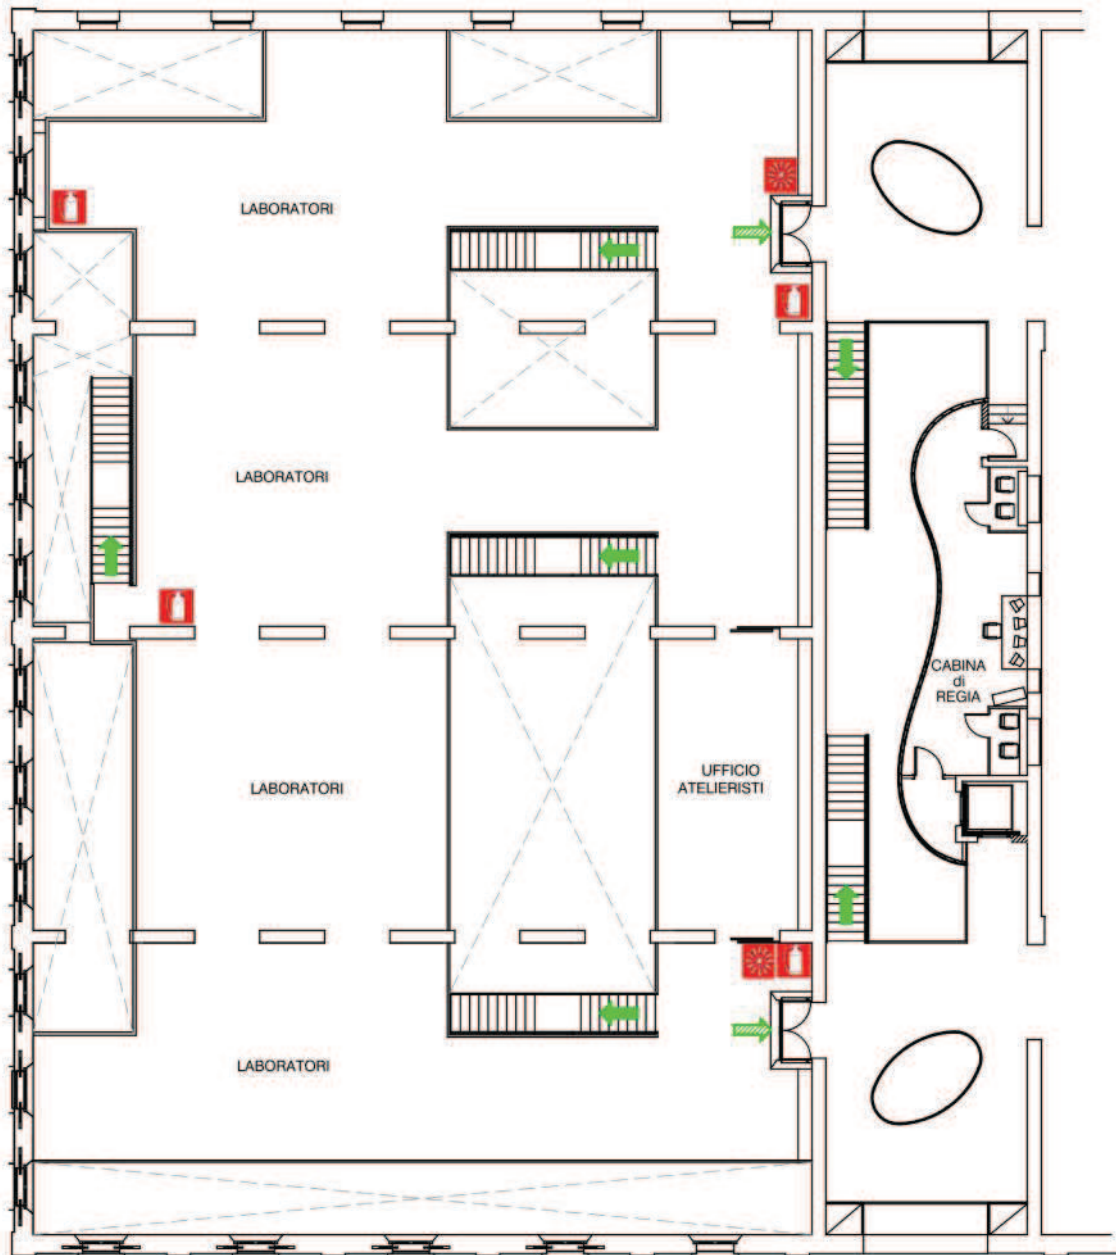 LABORATORI
LABORATORI
CABINA
di
REGIA
UFFICIO
ATELIERISTI
LABORATORI
LABORATORI